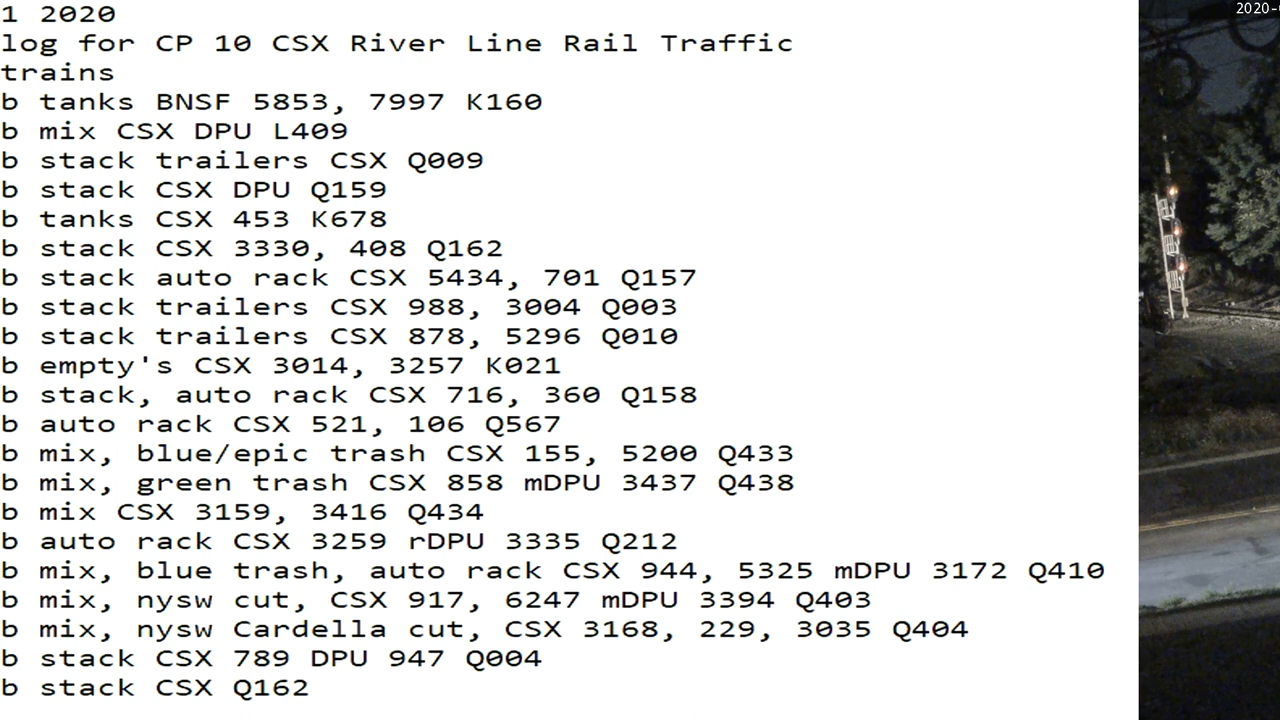 1 2020
log for CP 10 CSX River Line Rail Traffic
trains
b tanks BNSF 5853, 7997 K160
b mix CSX DPU L409
b stack trailers CSX Q009
b stack CSX DPU Q159
b tanks CSX 453 K678
b stack CSX 3330, 408 Q162
b stack auto rack CSX 5434, 701 Q157
b stack trailers CSX 988, 3004 Q003
b stack trailers CSX 878, 5296 Q010
b empty's CSX 3014, 3257 K021
b stack, auto rack CSX 716, 360 Q158
b auto rack CSX 521, 106 Q567
b mix, blue/epic trash CSX 155, 5200 Q433
b mix, green trash CSX 858 mDPU 3437 Q438
b mix CSX 3159, 3416 Q434
b auto rack CSX 3259 rDPU 3335 Q212
b mix, blue trash, auto rack CSX 944, 5325 mDPU 3172 Q410
b mix, nysw cut, CSX 917, 6247 mDPU 3394 Q403
b mix, nysw Cardella cut, CSX 3168, 229, 3035 Q404
b stack CSX 789 DPU 947 Q004
b stack CSX Q162
2020-